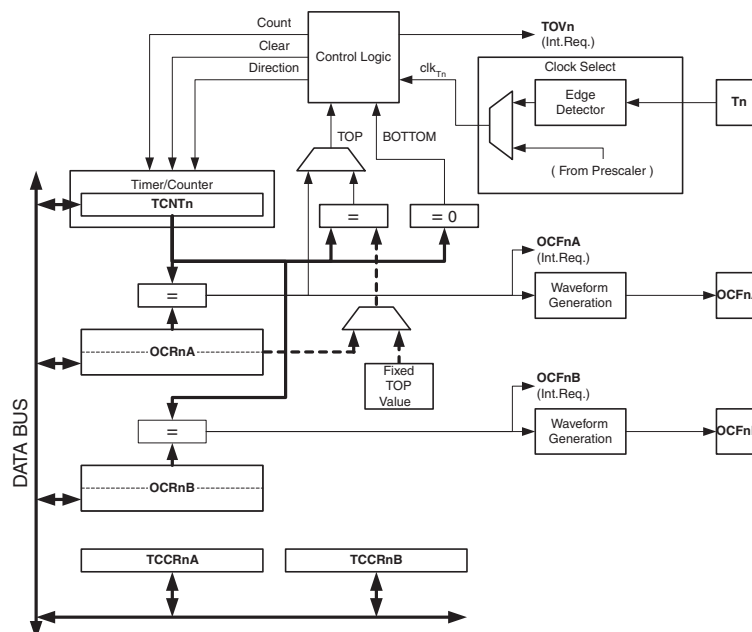 Count
TOVn
(Int.Req.)
Clear
Control Logic
clkTn
Clock Select
Direction
Edge
Detector
Tn
TOP
BOTTOM
( From Prescaler )
Timer/Counter
TCNTn
=
= 0
OCFnA
(Int.Req.)
=
Waveform
Generation
OCRnA
Fixed
TOP
Value
OCFnB
(Int.Req.)
=
Waveform
Generation
DATA BUS
OCRnB
TCCRnA
TCCRnB